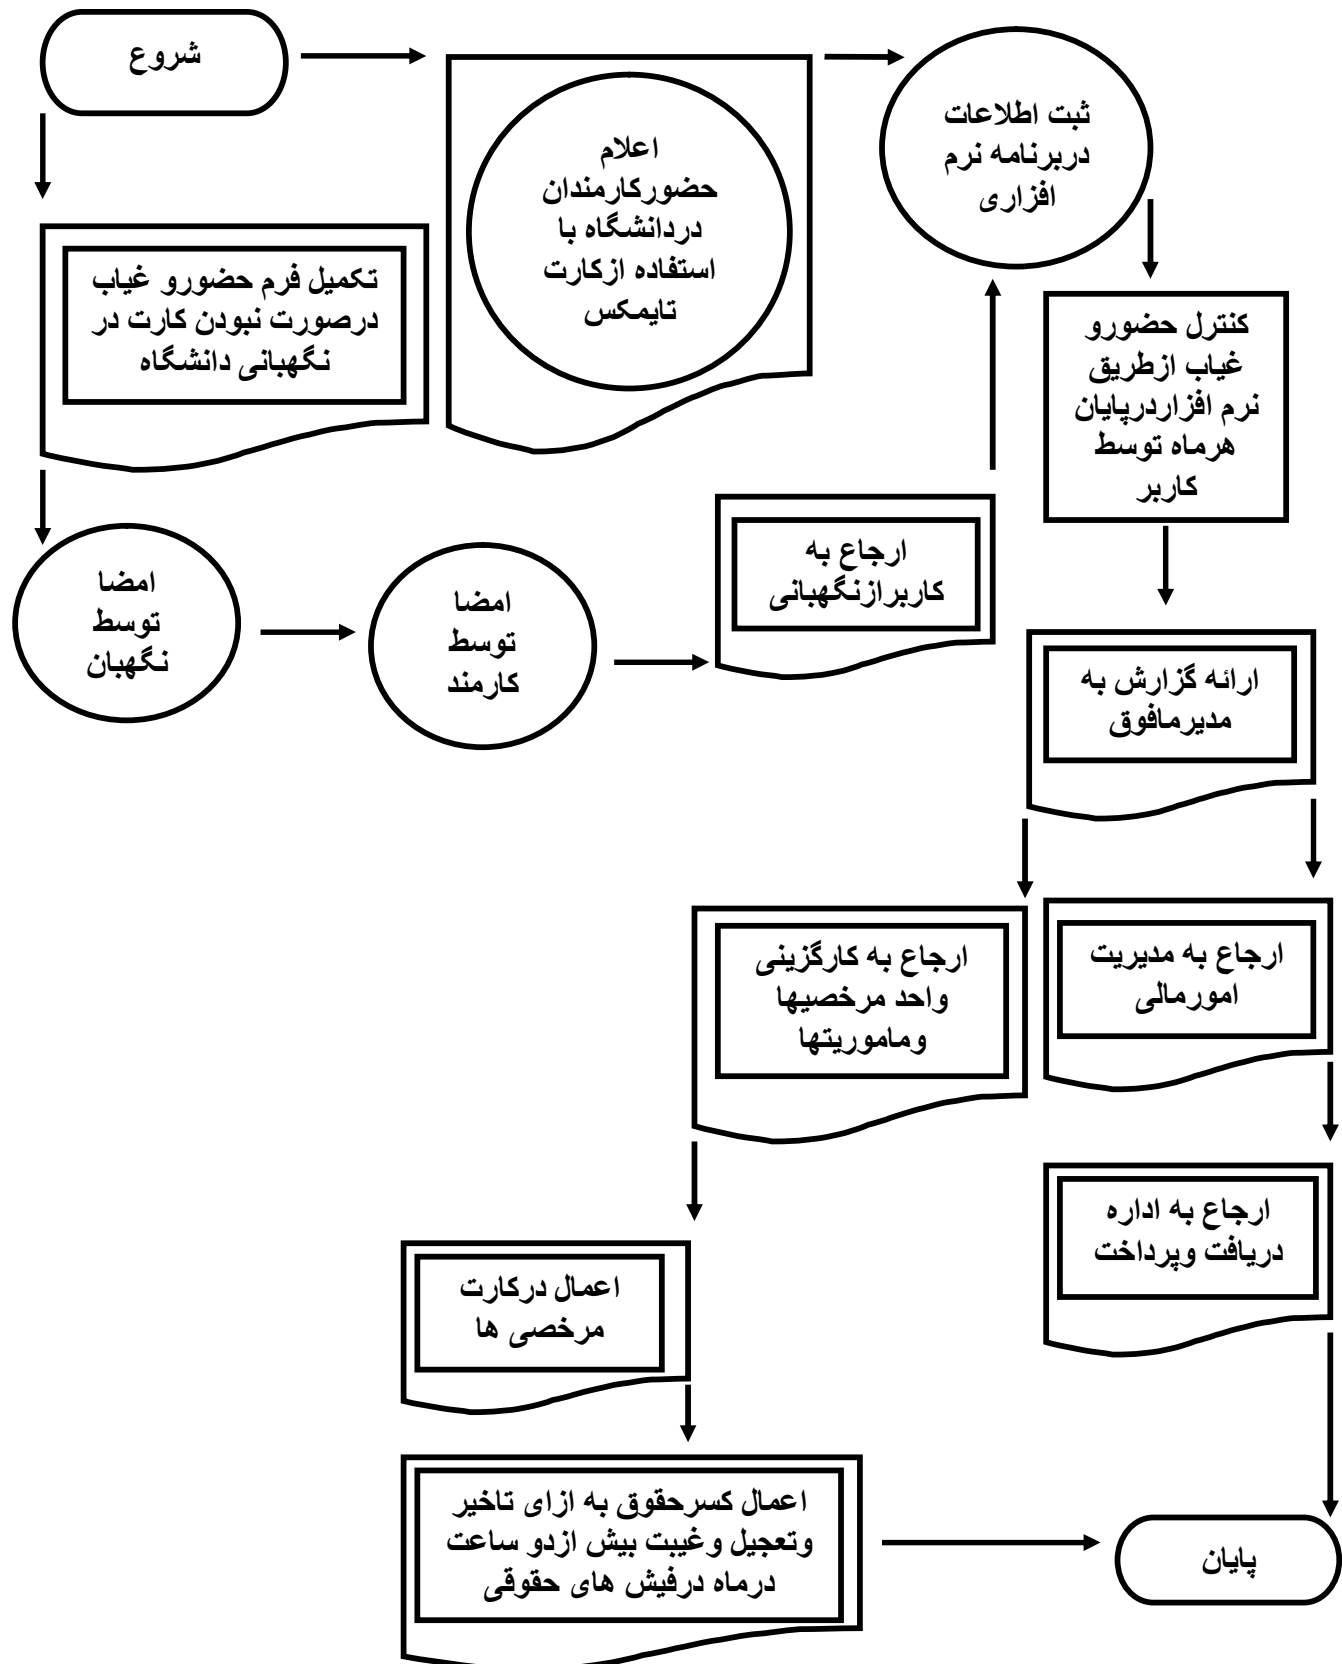 شروع
اعلام
حضورکارمندان
دردانشگاه با
استفاده ازکارت
تایمکس
ثبت اطلاعات
دربرنامه نرم
افزاری
تکمیل فرم حضورو غیاب
درصورت نبودن کارت در
نگهبانی دانشگاه
کنترل حضورو
غیاب ازطریق
نرم افزاردرپایان
هرماه توسط
کاربر
امضا
توسط
نگهبان
امضا
توسط
کارمند
ارجاع به
کاربرازنگهبانی
ارائه گزارش به
مدیرمافوق
ارجاع به کارگزینی
واحد مرخصیها
وماموریتها
ارجاع به مدیریت
امورمالی
ارجاع به اداره
دریافت وپرداخت
اعمال درکارت
مرخصی ها
اعمال کسرحقوق به ازای تاخیر
وتعجیل وغیبت بیش ازدو ساعت
درماه درفیش های حقوقی
پایان